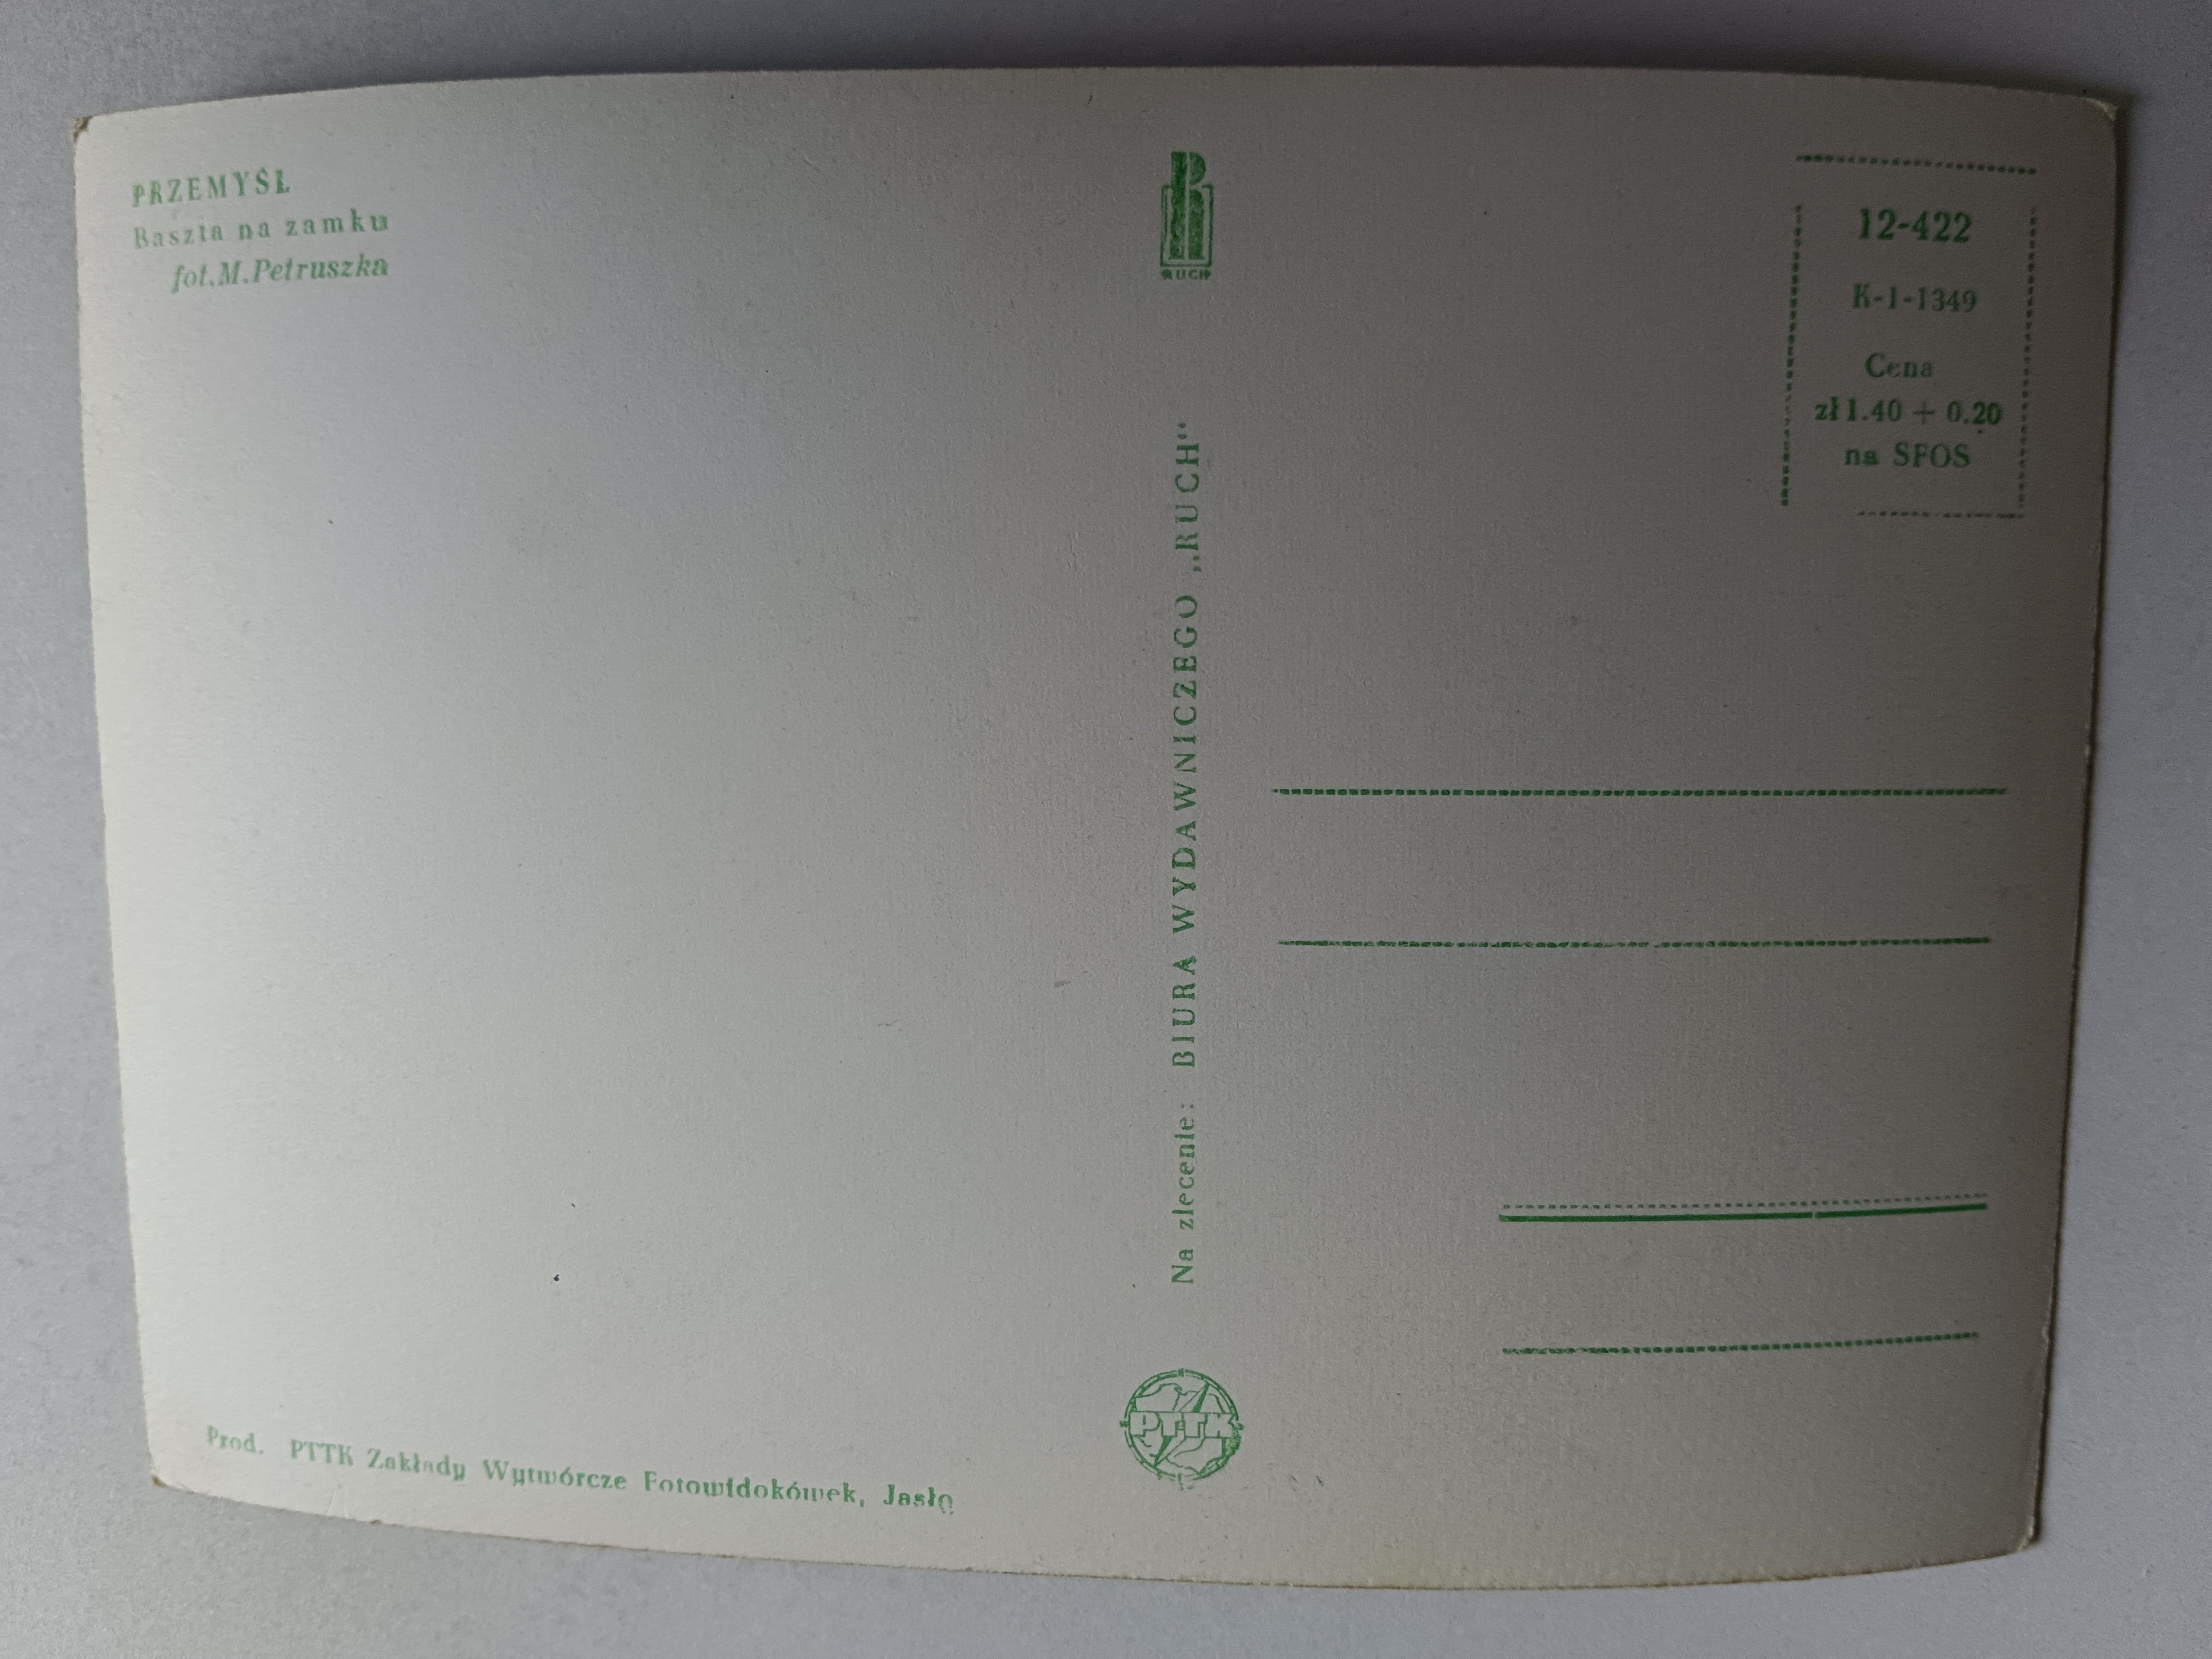 PRZEMYŚL
Baszta na zamku
fot. M. Petruszka
RUCH
12-422
K-1-1349
Cena
zł 1.40 + 0.20
na SFOS
Na zlecenie: BIURA WYDAWNICZEGO „RUCH"
PTTK
Prod. PTTK Zakłady Wytwórcze Fotowidokówek, Jasło